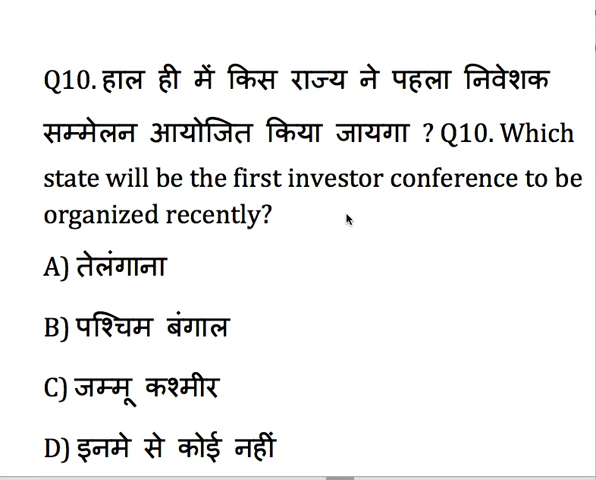 Q10. हाल ही में किस राज्य ने पहला निवेशक
सम्मेलन आयोजित किया जायगा ? Q10. Which
state will be the first investor conference to be
organized recently?
A) तेलंगाना
B) पश्चिम बंगाल
C) जम्मू कश्मीर
D) इनमे से कोई नहीं